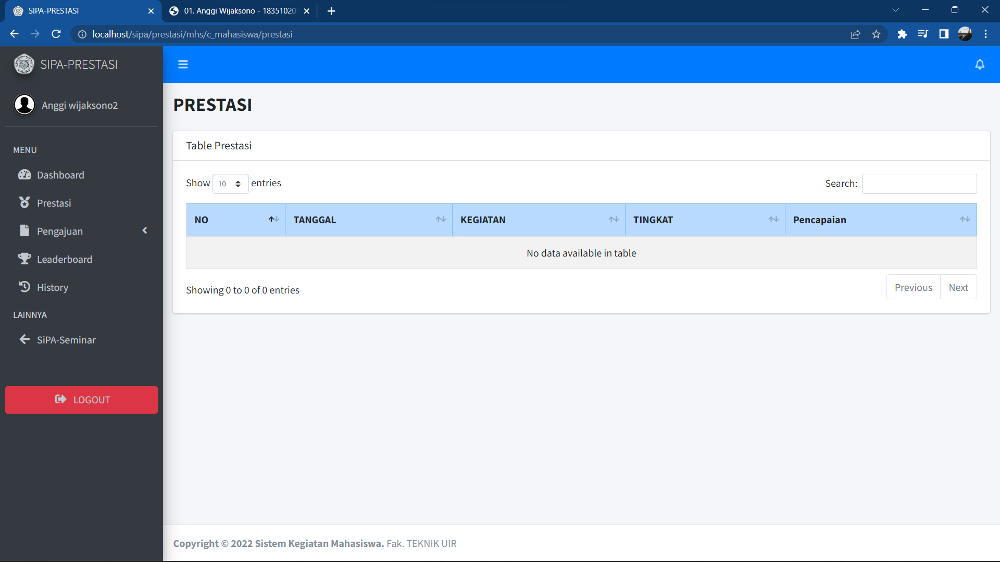 SIPA-PRESTASI
01. Anggi Wijaksono - 18351020
localhost/sipa/prestasi/mhs/c_mahasiswa/prestasi
SIPA-PRESTASI
Anggi wijaksono2
MENU
Dashboard
Prestasi
Pengajuan
Leaderboard
History
LAINNYA
SiPA-Seminar
LOGOUT
PRESTASI
Table Prestasi
Show 10 entries
Search:
NO TANGGAL KEGIATAN TINGKAT Pencapaian
No data available in table
Showing 0 to 0 of 0 entries
Previous Next
Copyright © 2022 Sistem Kegiatan Mahasiswa. Fak. TEKNIK UIR